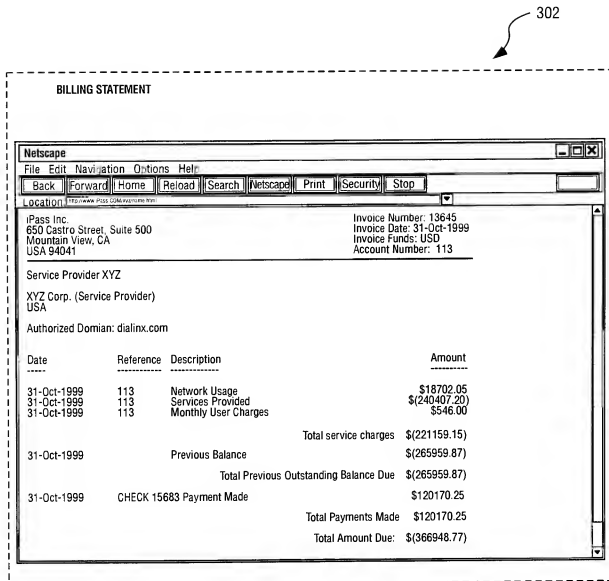 302
BILLING STATEMENT
Netscape
File Edit Navigation Options Help
Back Forward Home Reload Search Netscape Print Security Stop
Location:
iPass Inc. Invoice Number: 13645
650 Castro Street, Suite 500 Invoice Date: 31-Oct-1999
Mountain View, CA Invoice Funds: USD
USA 94041 Account Number: 113
Service Provider XYZ
XYZ Corp. (Service Provider)
USA
Authorized Domian: dialinx.com
Date Reference Description Amount
----- ------------ ------------- ----------
31-Oct-1999 113 Network Usage $18702.05
31-Oct-1999 113 Services Provided $(240407.20)
31-Oct-1999 113 Monthly User Charges $546.00
Total service charges $(221159.15)
31-Oct-1999 Previous Balance $(265959.87)
Total Previous Outstanding Balance Due $(265959.87)
31-Oct-1999 CHECK 15683 Payment Made $120170.25
Total Payments Made $120170.25
Total Amount Due: $(366948.77)